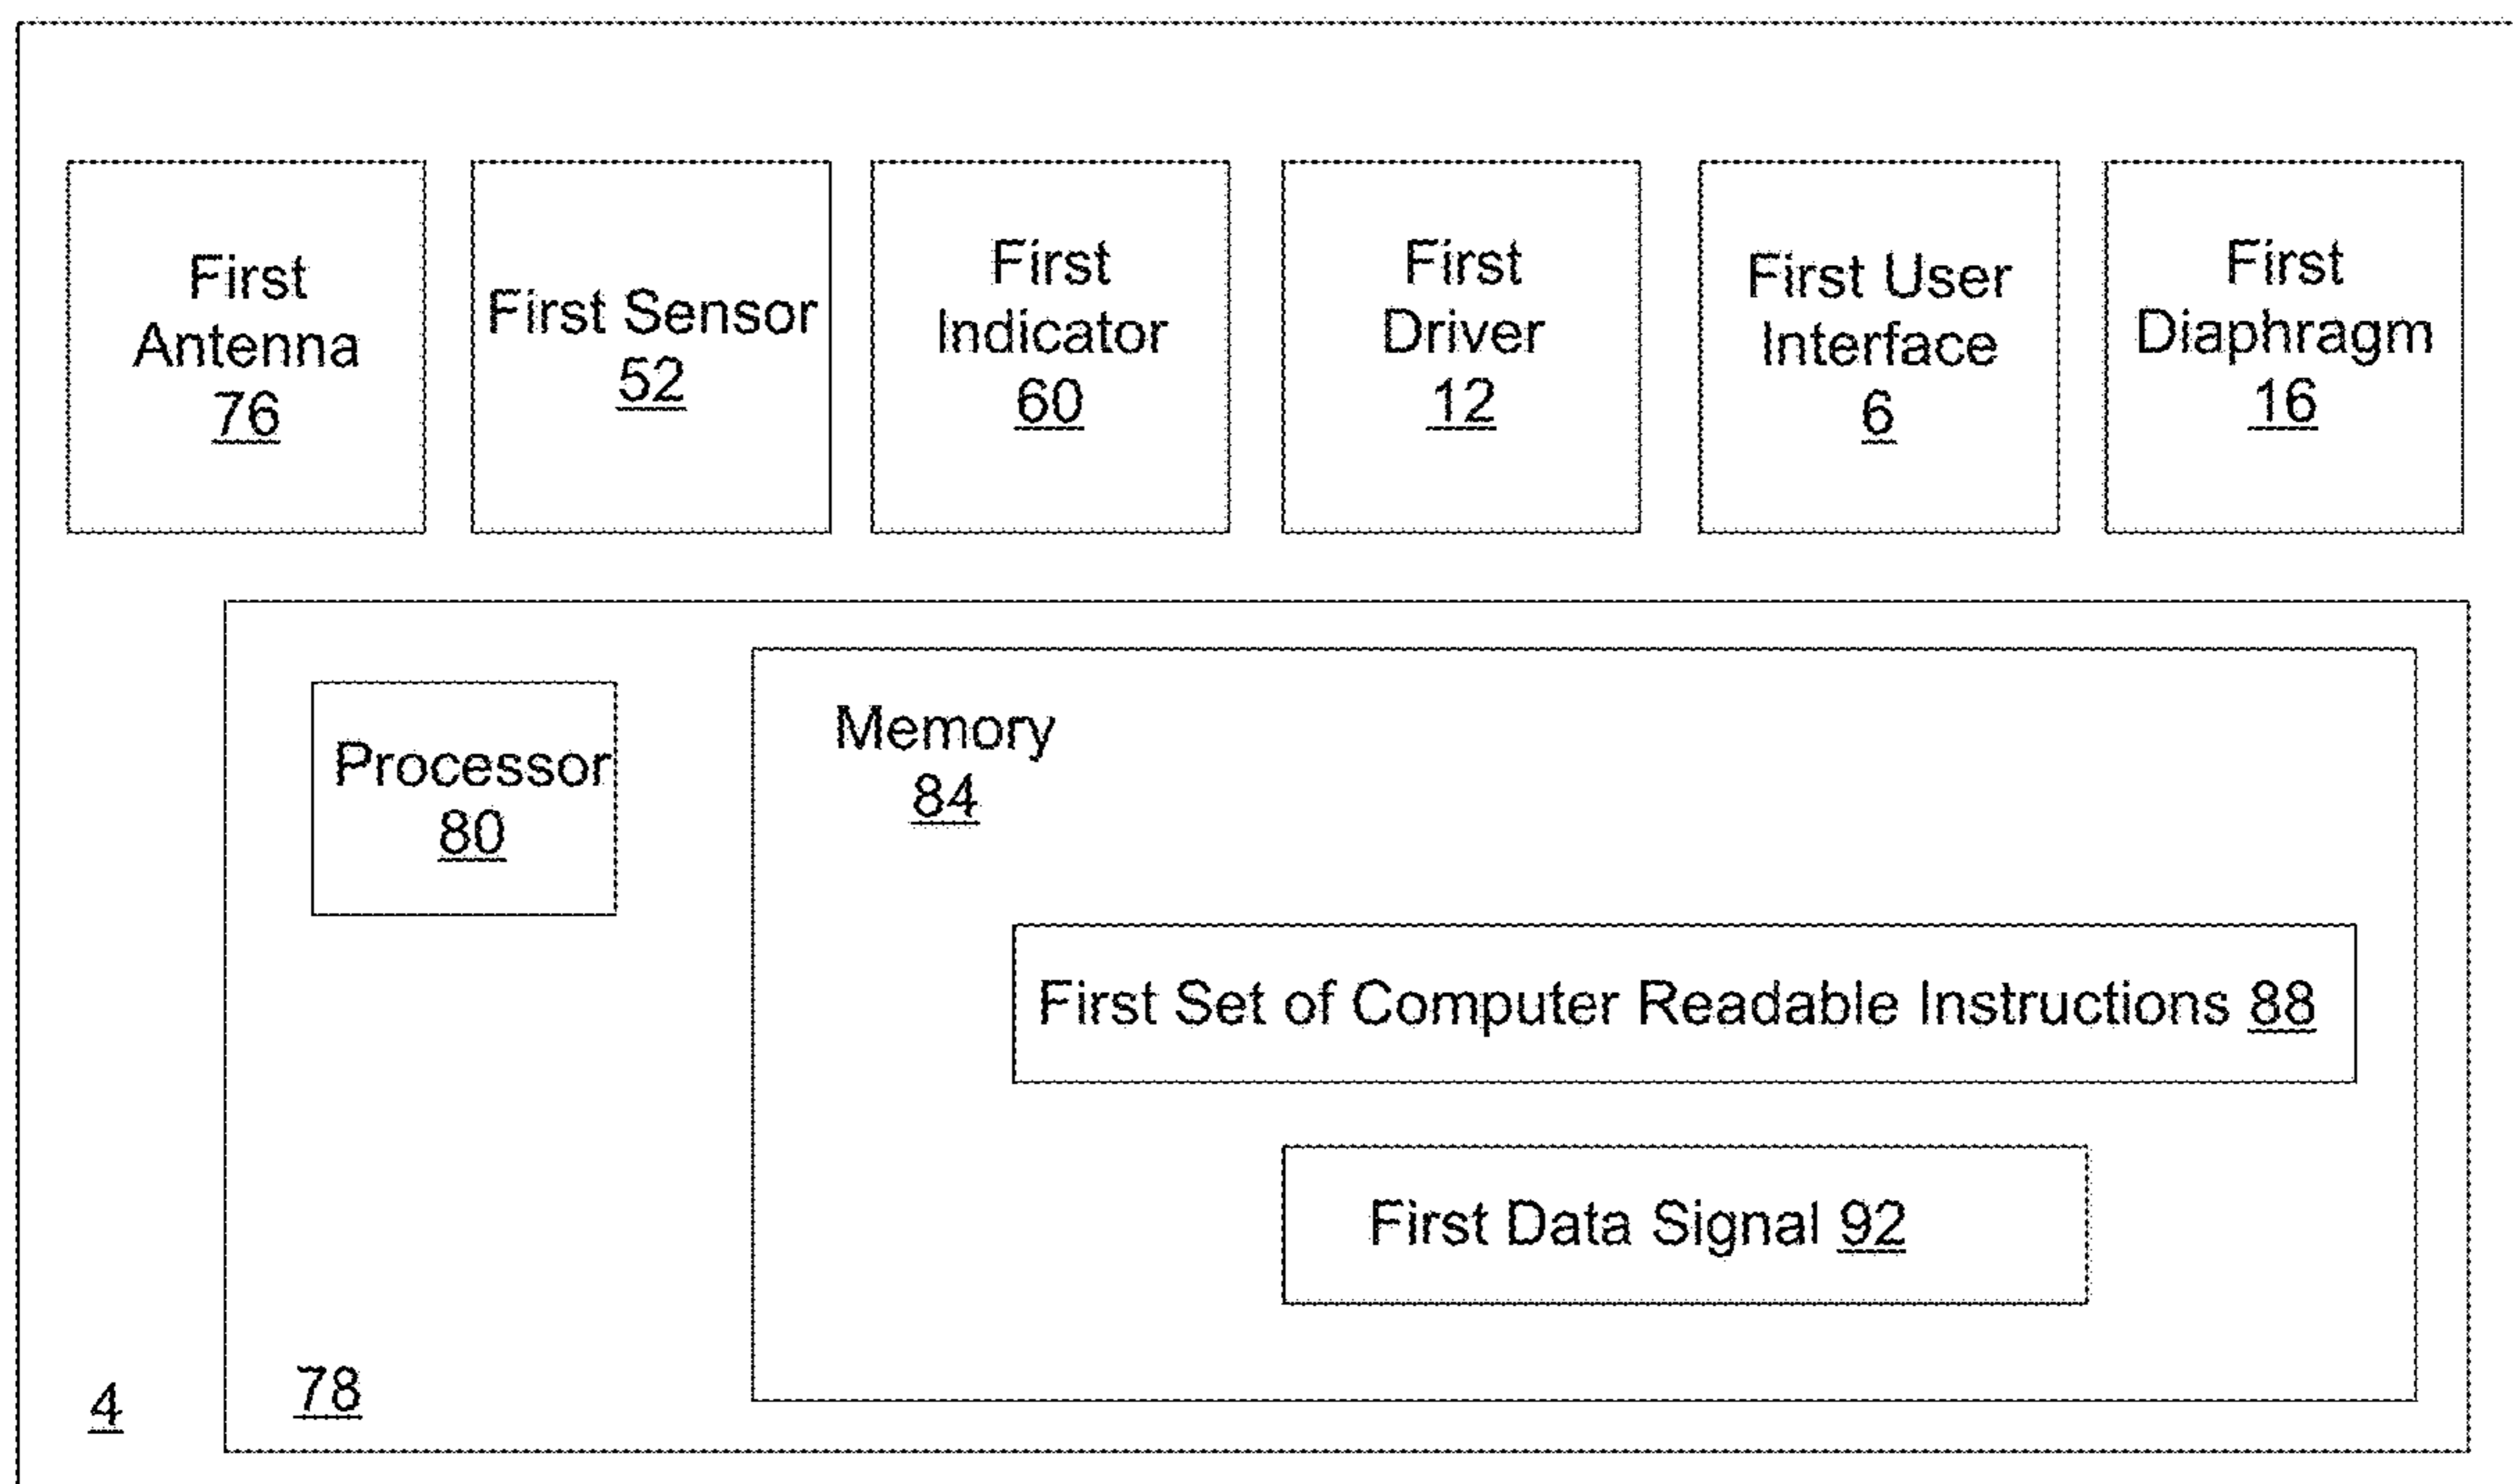 First
Antenna
76
First Sensor
52
First
Indicator
60
First
Driver
12
First User
Interface
6
First
Diaphragm
16
Processor
80
Memory
84
First Set of Computer Readable Instructions 88
First Data Signal 92
78
4